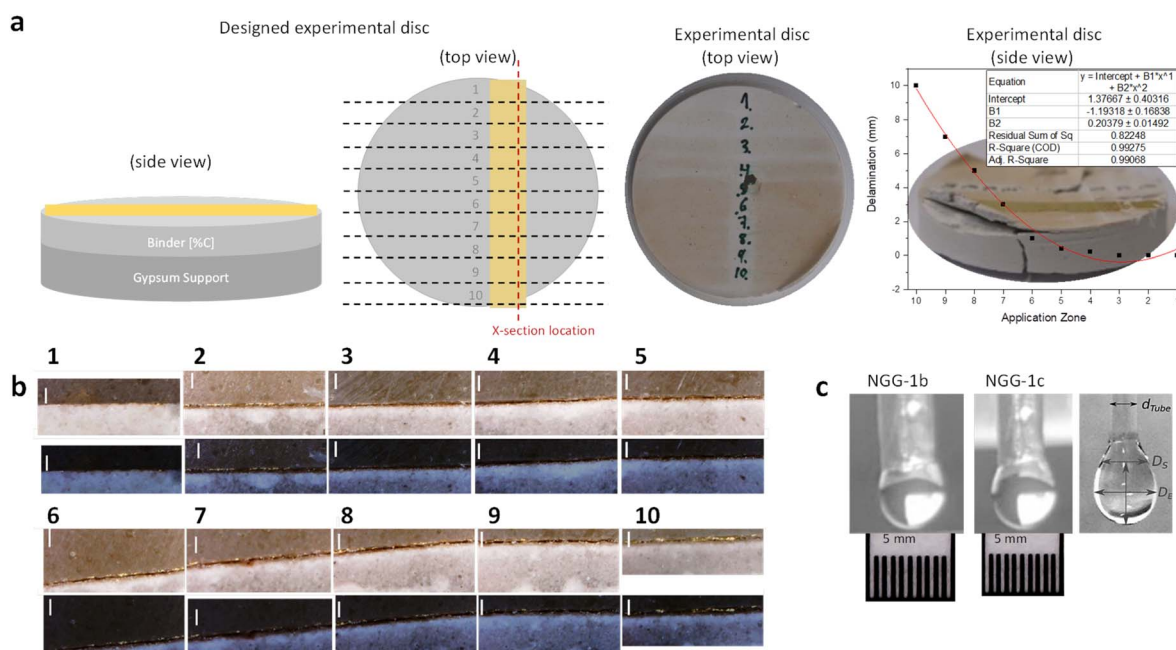 a
Designed experimental disc
(side view)
Binder [%C]
Gypsum Support
(top view)
1
2
3
4
5
6
7
8
9
10
X-section location
Experimental disc
(top view)
1.
2.
3.
4.
5.
6.
7.
8.
9.
10.
Experimental disc
(side view)
Equation y = Intercept + B1*x^1 + B2*x^2
Intercept 1.37667 ± 0.40316
B1 -1.19318 ± 0.16838
B2 0.20379 ± 0.01492
Residual Sum of Sq 0.82248
R-Square (COD) 0.99275
Adj. R-Square 0.99068
Delamination (mm)
10
8
6
4
2
0
-2
10 9 8 7 6 5 4 3 2
Application Zone
b
1 2 3 4 5
6 7 8 9 10
c
NGG-1b NGG-1c
d Tube
D S
D E
5 mm 5 mm